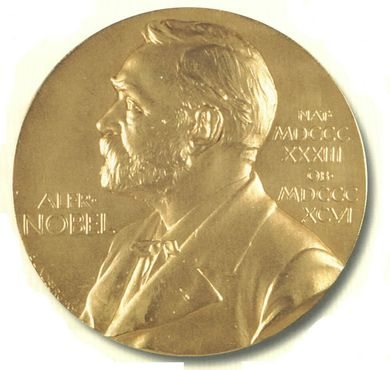 ALFR·
NOBEL
NAT·
MDCCC
XXXIII
OB·
MDCCC
XCVI